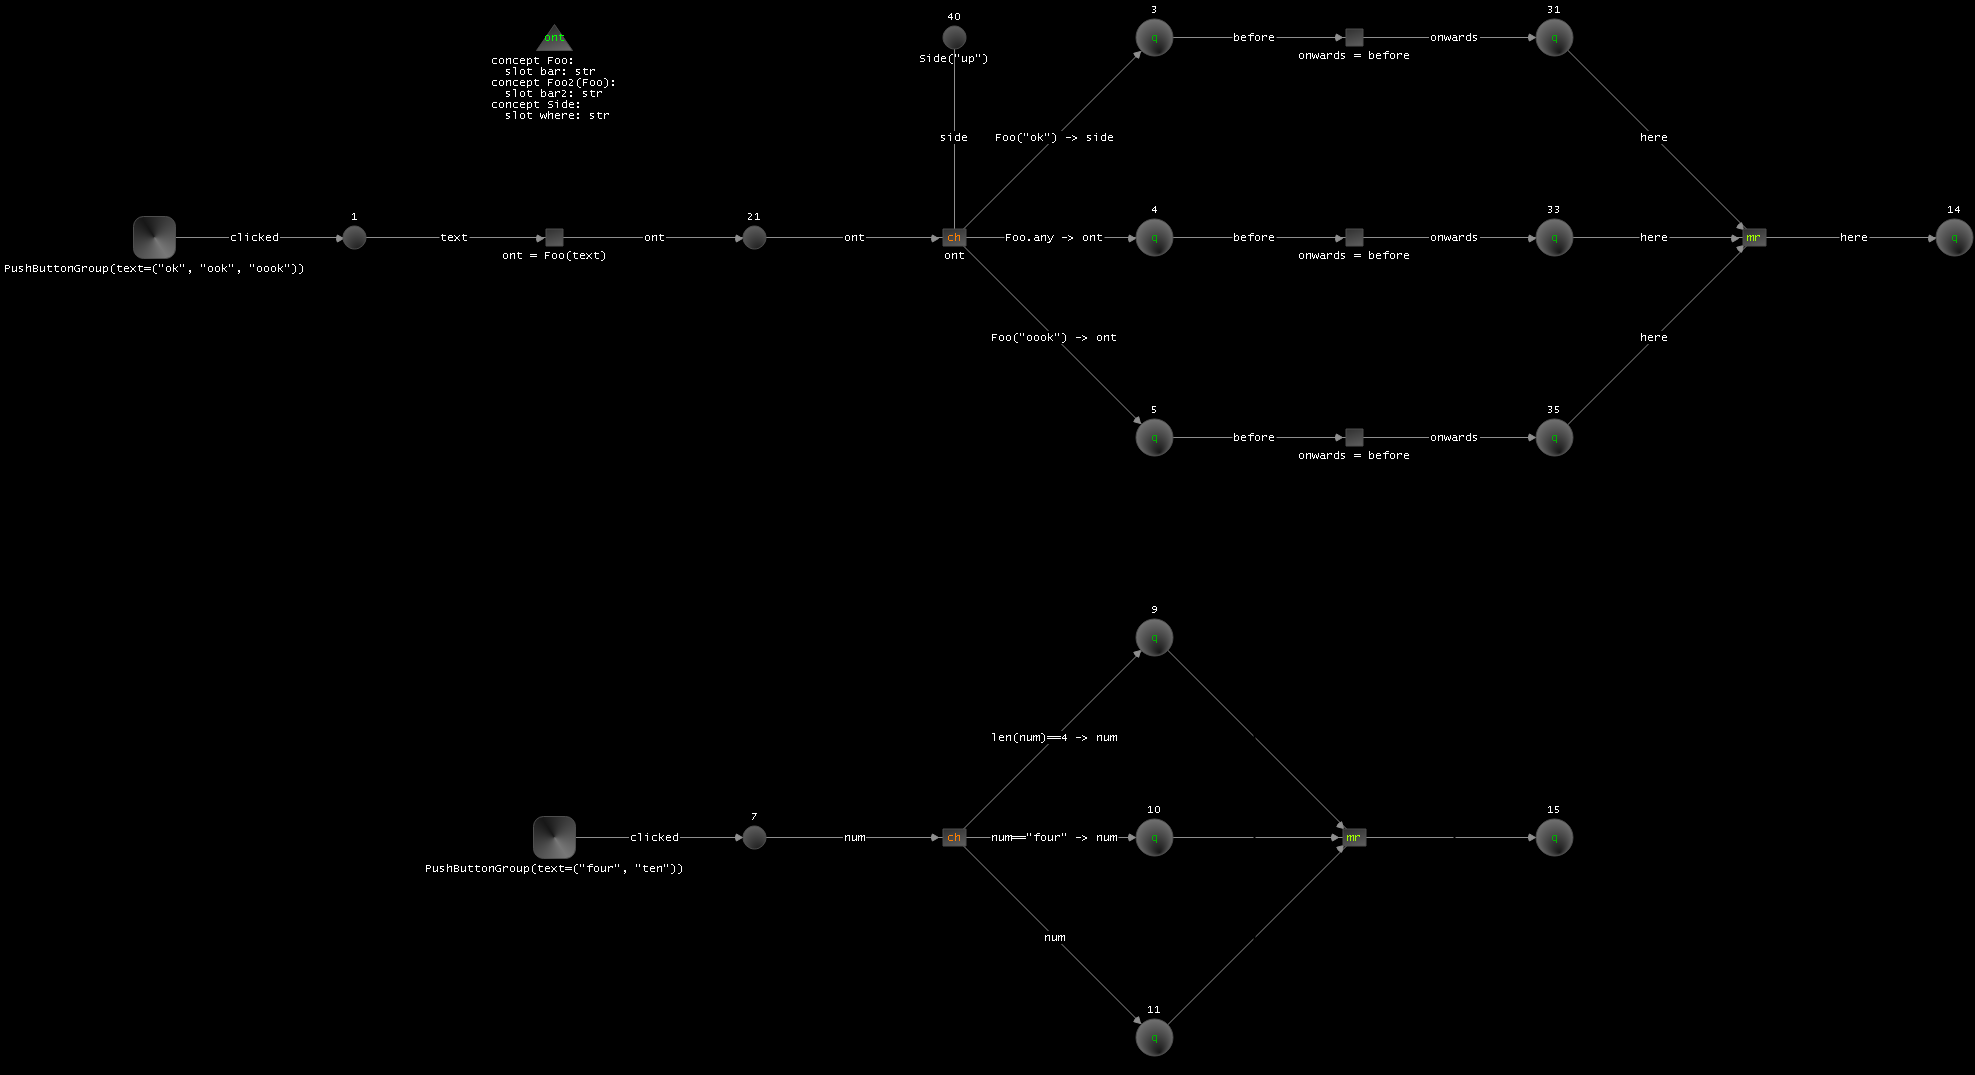 40
3
31
ont
q
before
onwards
q
onwards = before
Side("up")
concept Foo:
slot bar: str
concept Foo2(Foo):
slot bar2: str
concept Side:
slot where: str
side
Foo("ok") -> side
here
1
21
4
33
14
clicked
text
ont
ont
ch
Foo.any -> ont
q
before
onwards
q
here
mr
here
q
PushButtonGroup(text=("ok", "ook", "oook"))
ont = Foo(text)
ont
onwards = before
Foo("oook") -> ont
here
5
35
q
before
onwards
q
onwards = before
9
q
len(num)==4 -> num
7
10
15
clicked
num
ch
num=="four" -> num
q
mr
q
PushButtonGroup(text=("four", "ten"))
num
11
q